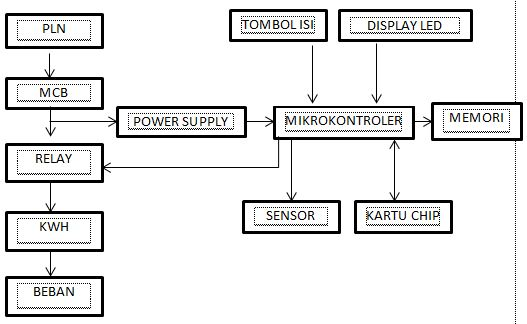 PLN
TOMBOL ISI
DISPLAY LED
MCB
POWER SUPPLY
MIKROKONTROLER
MEMORI
RELAY
KWH
SENSOR
KARTU CHIP
BEBAN